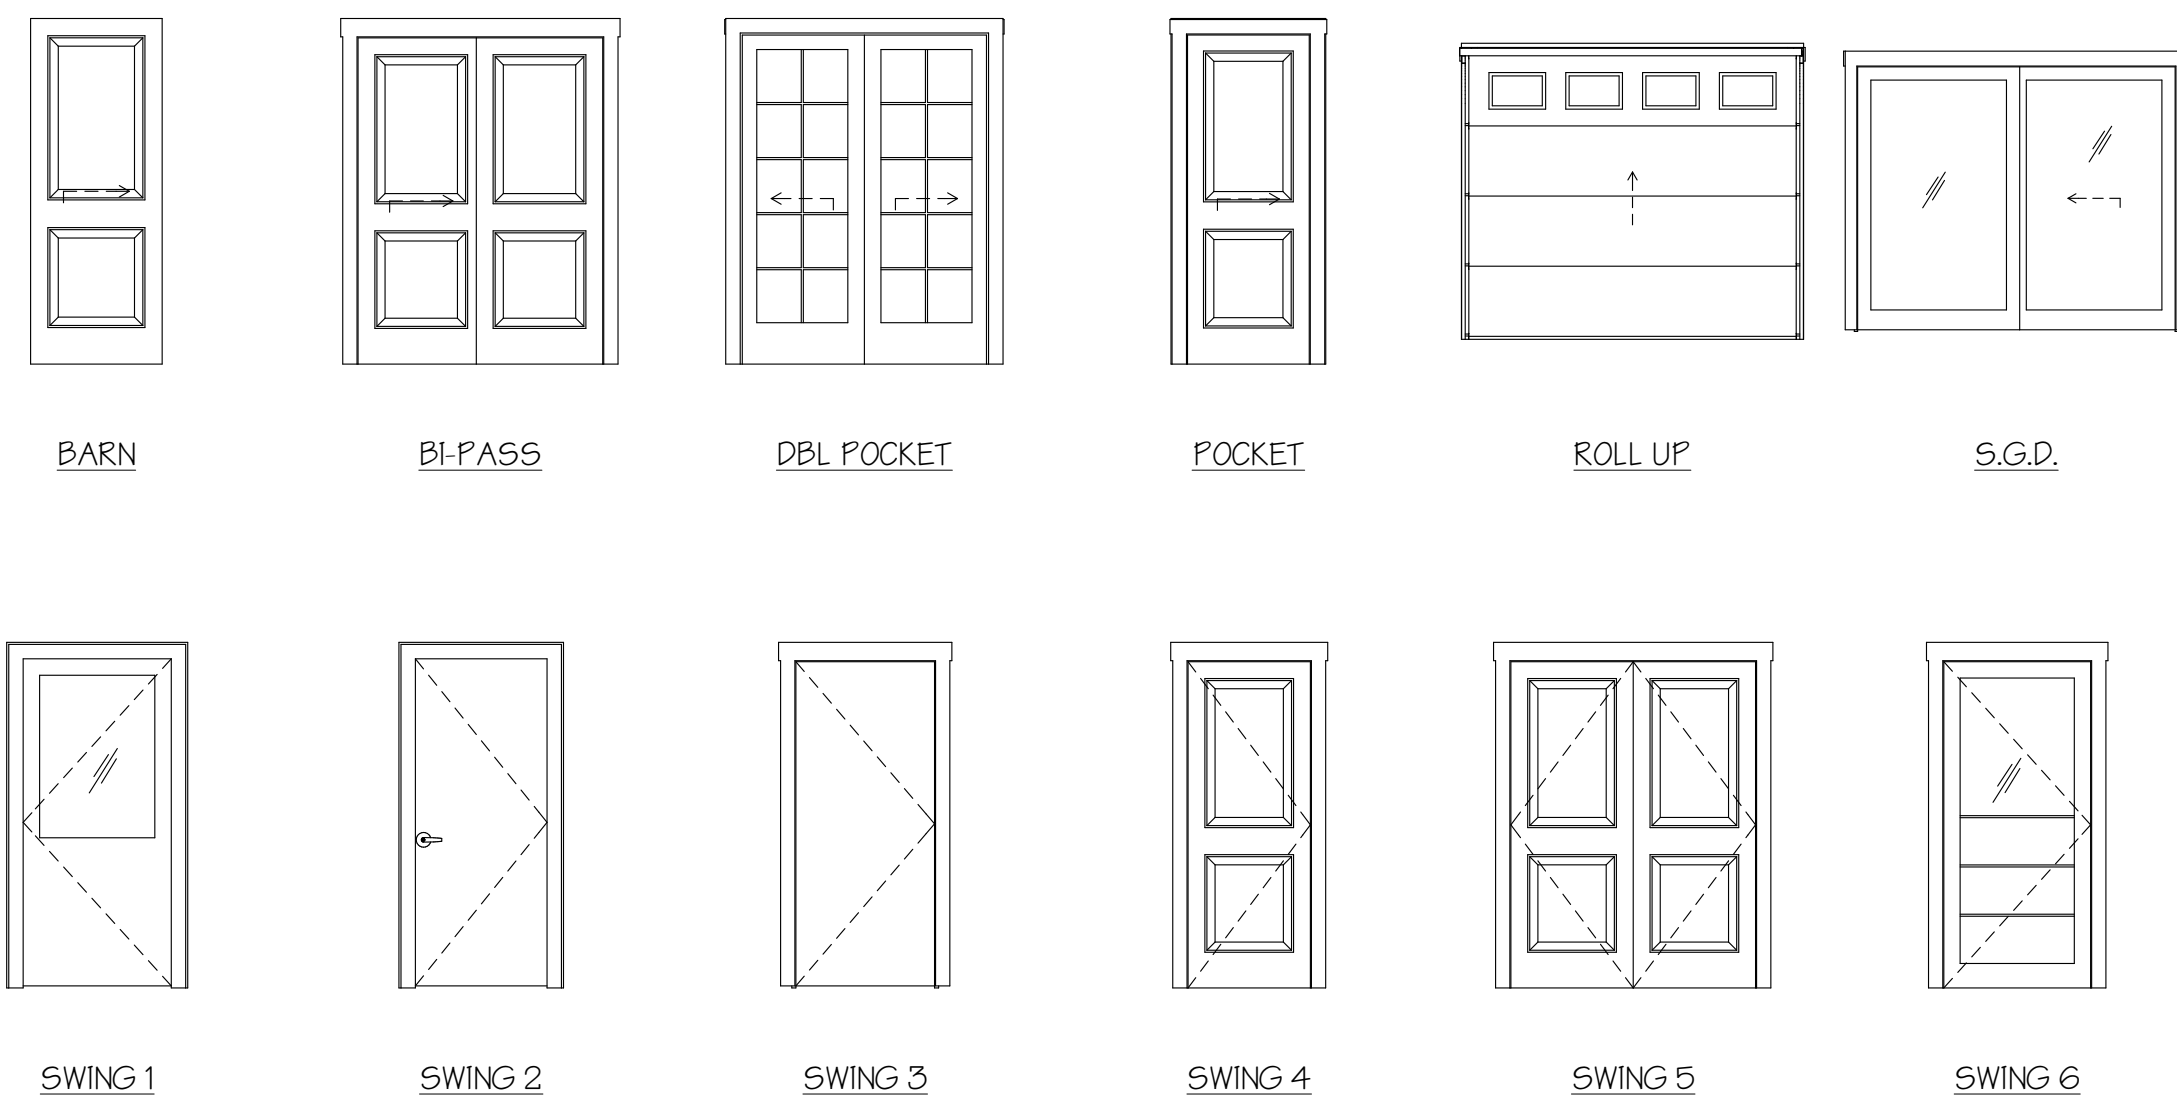 BARN
BI-PASS
DBL POCKET
POCKET
ROLL UP
S.G.D.
SWING 1
SWING 2
SWING 3
SWING 4
SWING 5
SWING 6